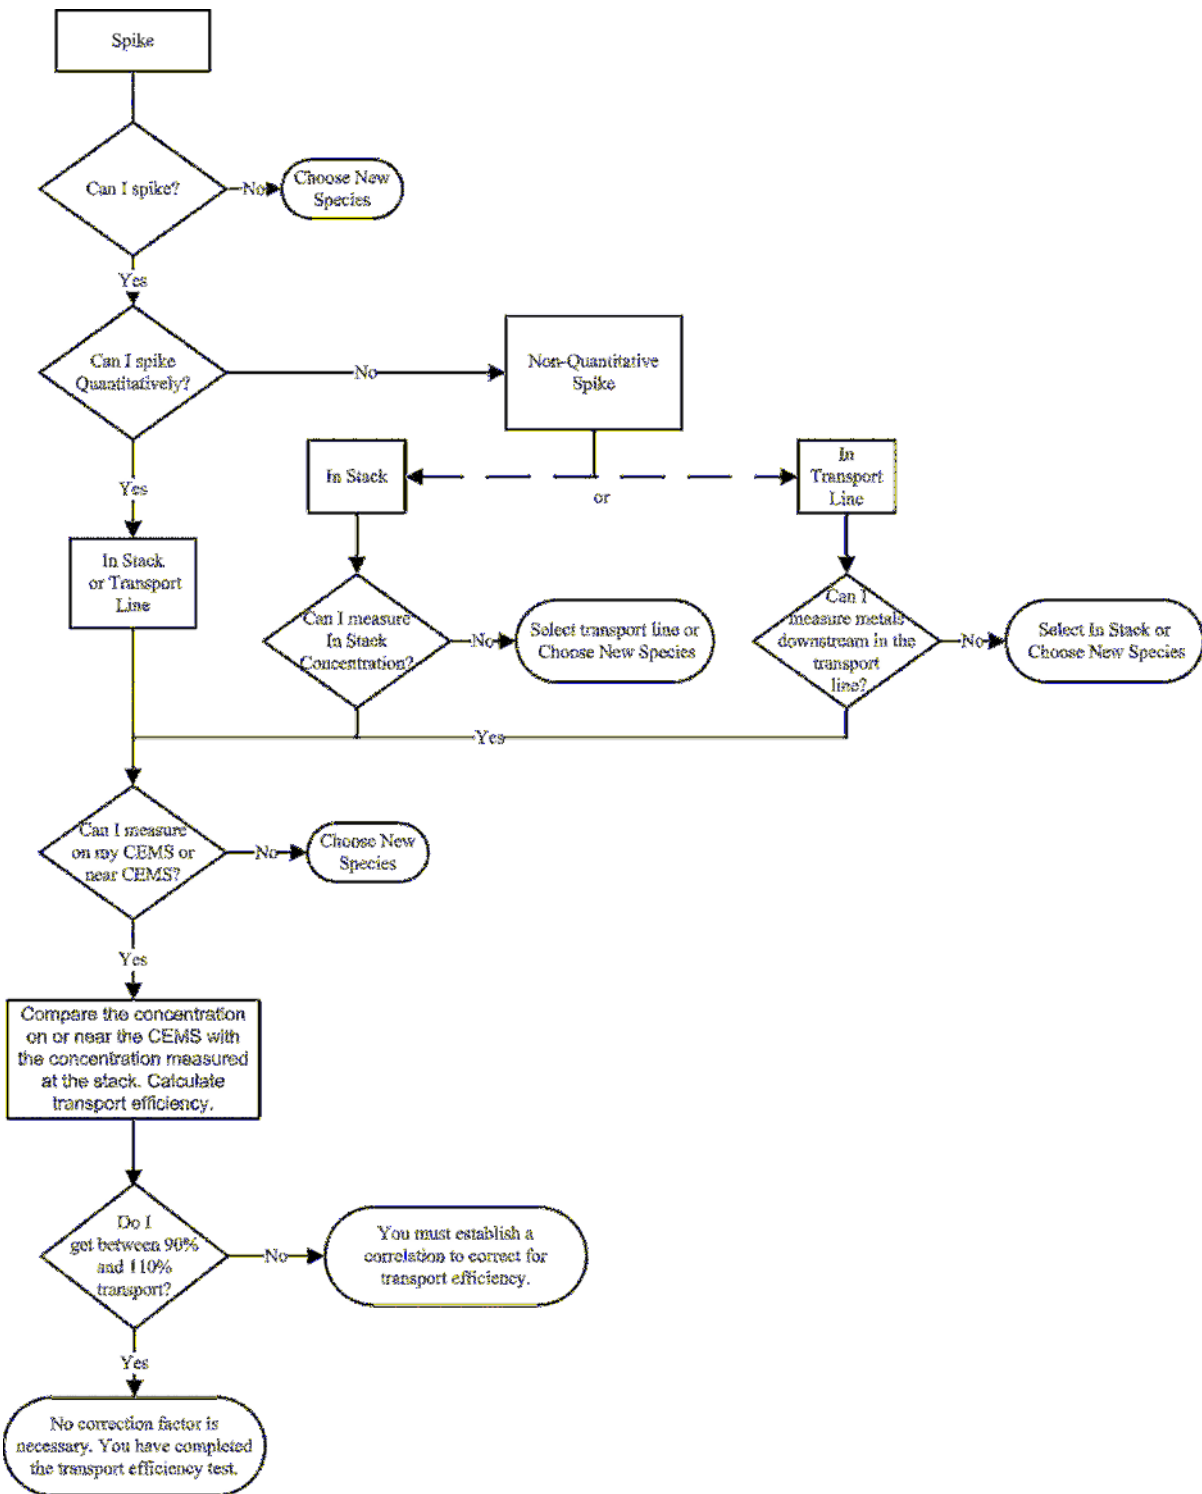 Spike
Can I spike?
No
Choose New
Species
Yes
Can I spike
Quantitatively?
No
Non-Quantitative
Spike
Yes
In Stack
or
In
Transport
Line
In Stack
or Transport
Line
Can I measure
In Stack
Concentration?
No
Select transport line or
Choose New Species
Can I
measure metals
downstream in the
transport
line?
No
Select In Stack or
Choose New Species
Yes
Can I measure
on my CEMS or
near CEMS?
No
Choose New
Species
Yes
Compare the concentration
on or near the CEMS with
the concentration measured
at the stack. Calculate
transport efficiency.
Do I
get between 90%
and 110%
transport?
No
You must establish a
correlation to correct for
transport efficiency.
Yes
No correction factor is
necessary. You have completed
the transport efficiency test.